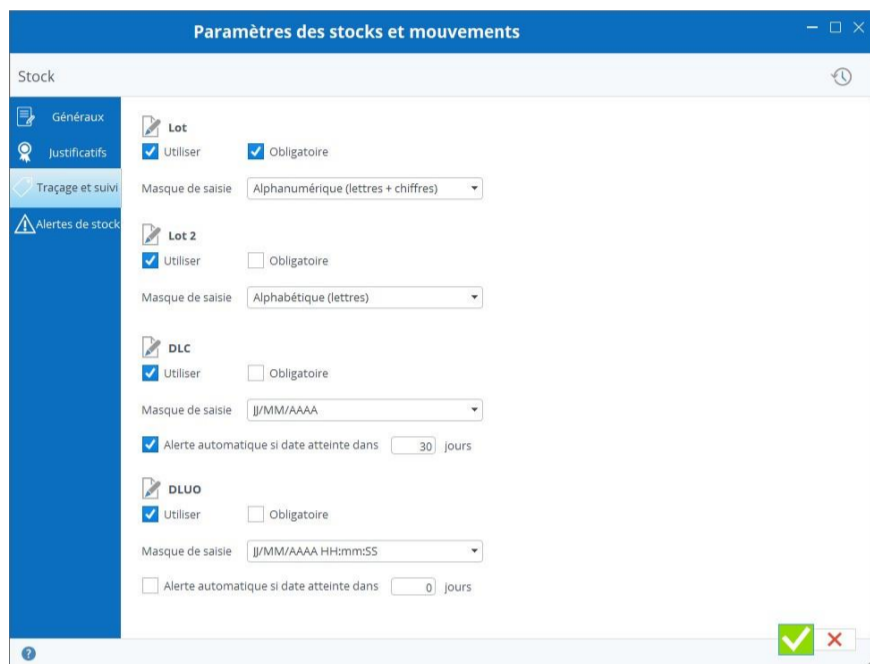 Paramètres des stocks et mouvements
Stock
Généraux
Justificatifs
Traçage et suivi
Alertes de stock
Lot
Utiliser Obligatoire
Masque de saisie Alphanumérique (lettres + chiffres)
Lot 2
Utiliser Obligatoire
Masque de saisie Alphabétique (lettres)
DLC
Utiliser Obligatoire
Masque de saisie JJ/MM/AAAA
Alerte automatique si date atteinte dans 30 jours
DLUO
Utiliser Obligatoire
Masque de saisie JJ/MM/AAAA HH:mm:SS
Alerte automatique si date atteinte dans 0 jours
?